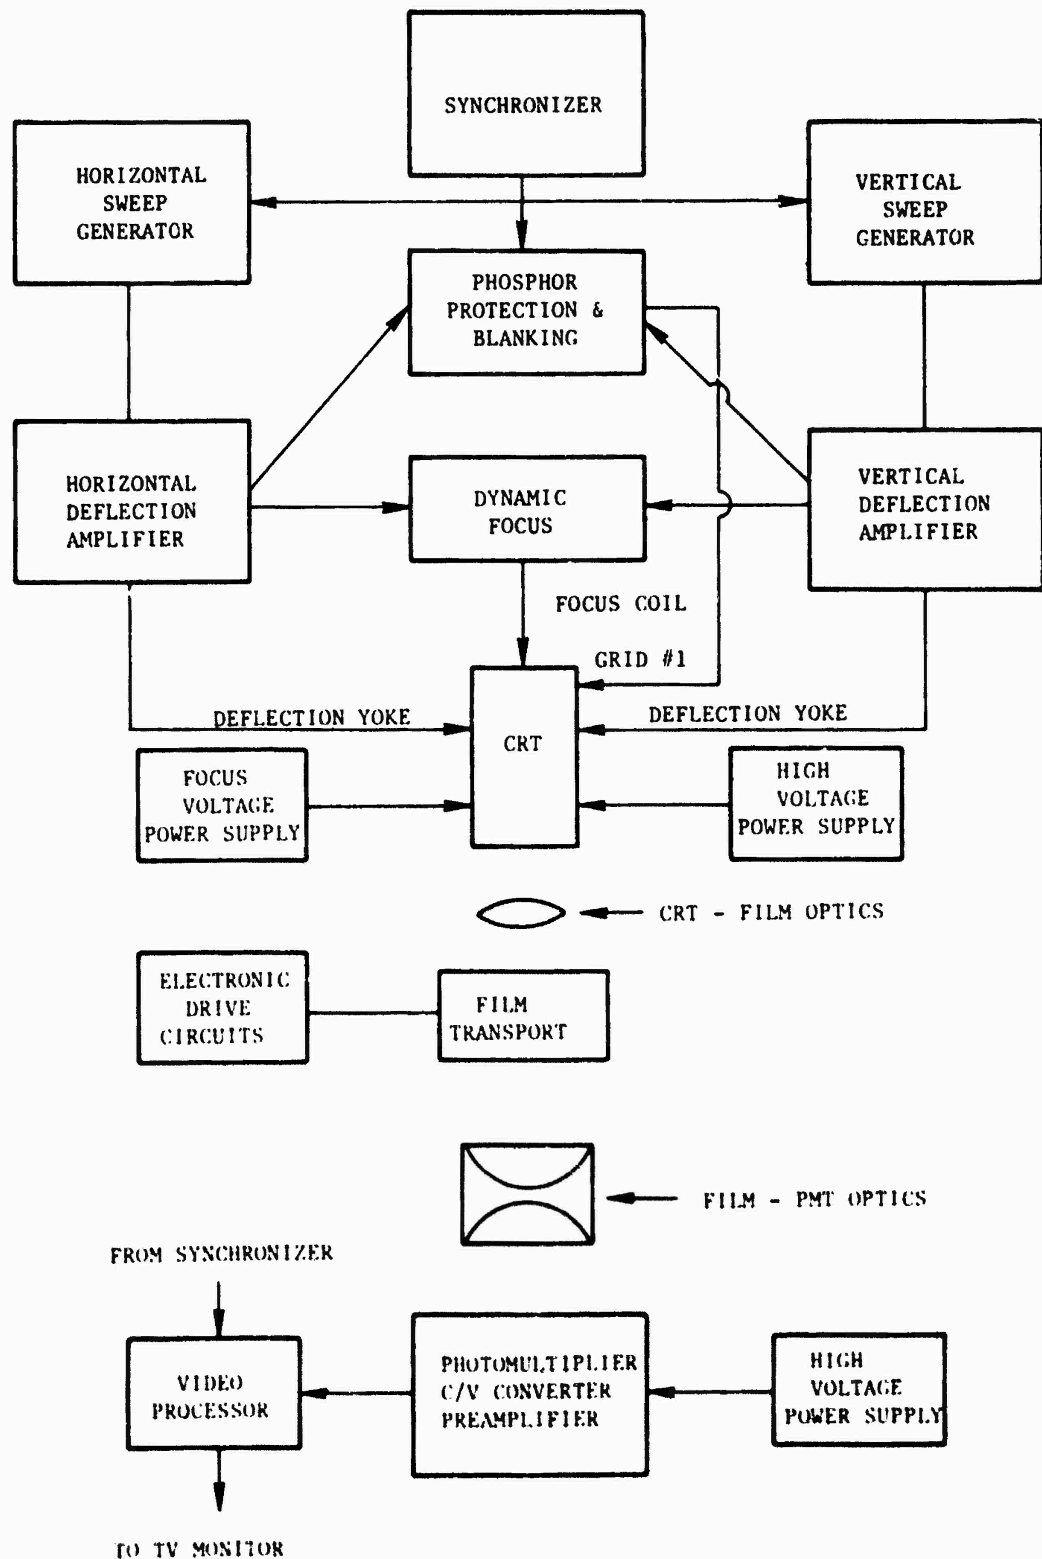 SYNCHRONIZER
HORIZONTAL
SWEEP
GENERATOR
VERTICAL
SWEEP
GENERATOR
PHOSPHOR
PROTECTION &
BLANKING
HORIZONTAL
DEFLECTION
AMPLIFIER
DYNAMIC
FOCUS
VERTICAL
DEFLECTION
AMPLIFIER
FOCUS COIL
GRID #1
DEFLECTION YOKE
DEFLECTION YOKE
CRT
FOCUS
VOLTAGE
POWER SUPPLY
HIGH
VOLTAGE
POWER SUPPLY
CRT - FILM OPTICS
ELECTRONIC
DRIVE
CIRCUITS
FILM
TRANSPORT
FILM - PMT OPTICS
FROM SYNCHRONIZER
VIDEO
PROCESSOR
PHOTOMULTIPLIER
C/V CONVERTER
PREAMPLIFIER
HIGH
VOLTAGE
POWER SUPPLY
TO TV MONITOR